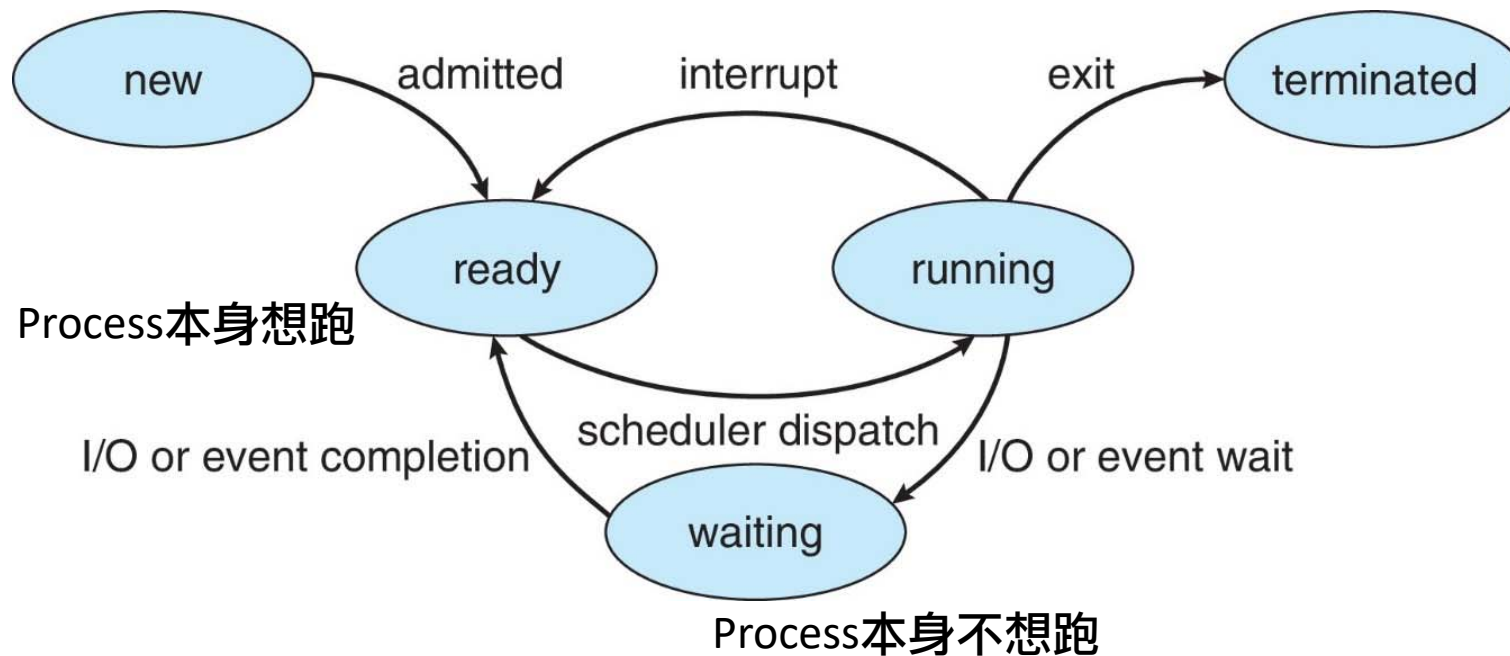 new
admitted
interrupt
exit
terminated
ready
running
Process本身想跑
scheduler dispatch
I/O or event completion
I/O or event wait
waiting
Process本身不想跑